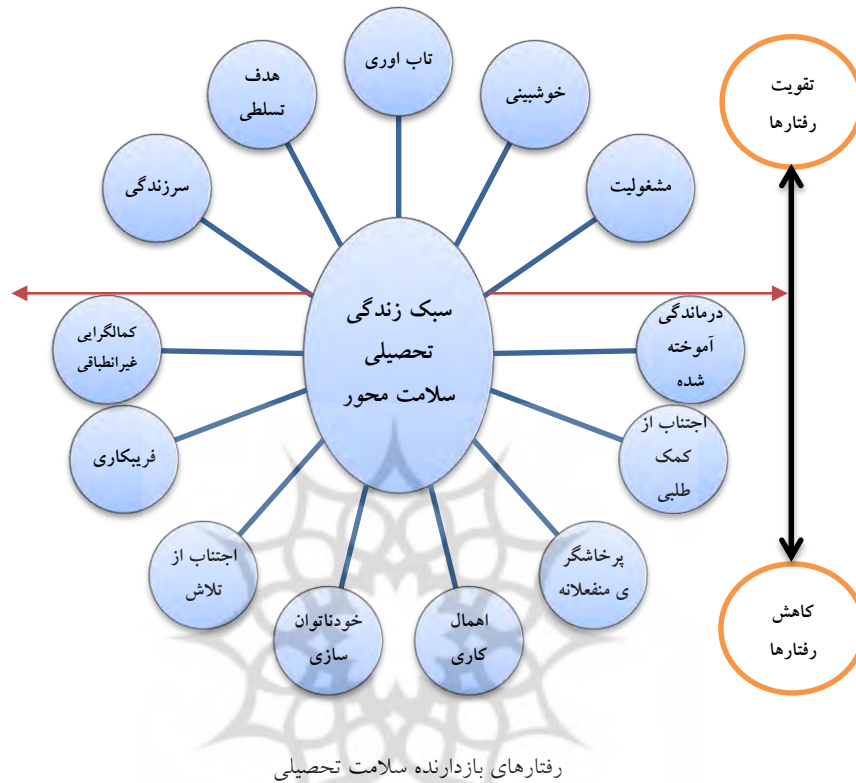 تاب اوری
هدف
تسلطی
خوشبینی
سرزندگی
مشغولیت
تقویت
رفتارها
سبک زندگی
تحصیلی
سلامت محور
کمالگرایی
غیرانطباقی
درماندگی
آموخته
شده
فریبکاری
اجتناب از
کمک
طلبی
اجتناب از
تلاش
پرخاشگر
ی منفعلانه
خودناتوان
سازی
اهمال
کاری
کاهش
رفتارها
رفتارهای بازدارنده سلامت تحصیلی